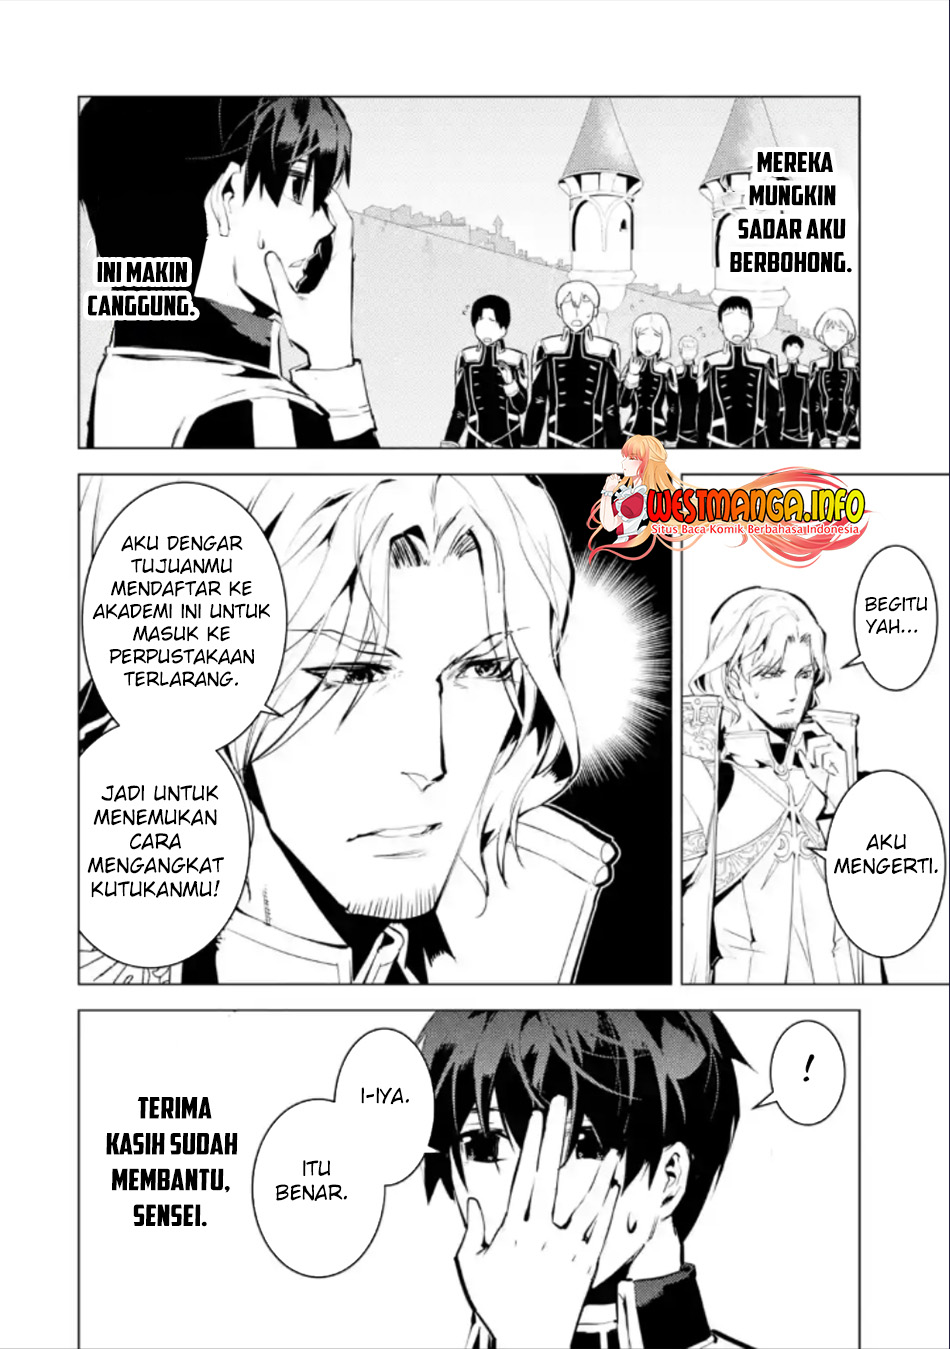 MEREKA
MUNGKIN
SADAR AKU
BERBOHONG.
INI MAKIN
CANGGUNG.
WESTMANGA.INFO
Situs Baca Komik Berbahasa Indonesia
BEGITU
YAH...
AKU
MENGERTI.
AKU DENGAR
TUJUANMU
MENDAFTAR KE
AKADEMI INI UNTUK
MASUK KE
PERPUSTAKAAN
TERLARANG.
JADI UNTUK
MENEMUKAN
CARA
MENGANGKAT
KUTUKANMU!
!
I-IYA.
ITU
BENAR.
TERIMA
KASIH SUDAH
MEMBANTU,
SENSEI.